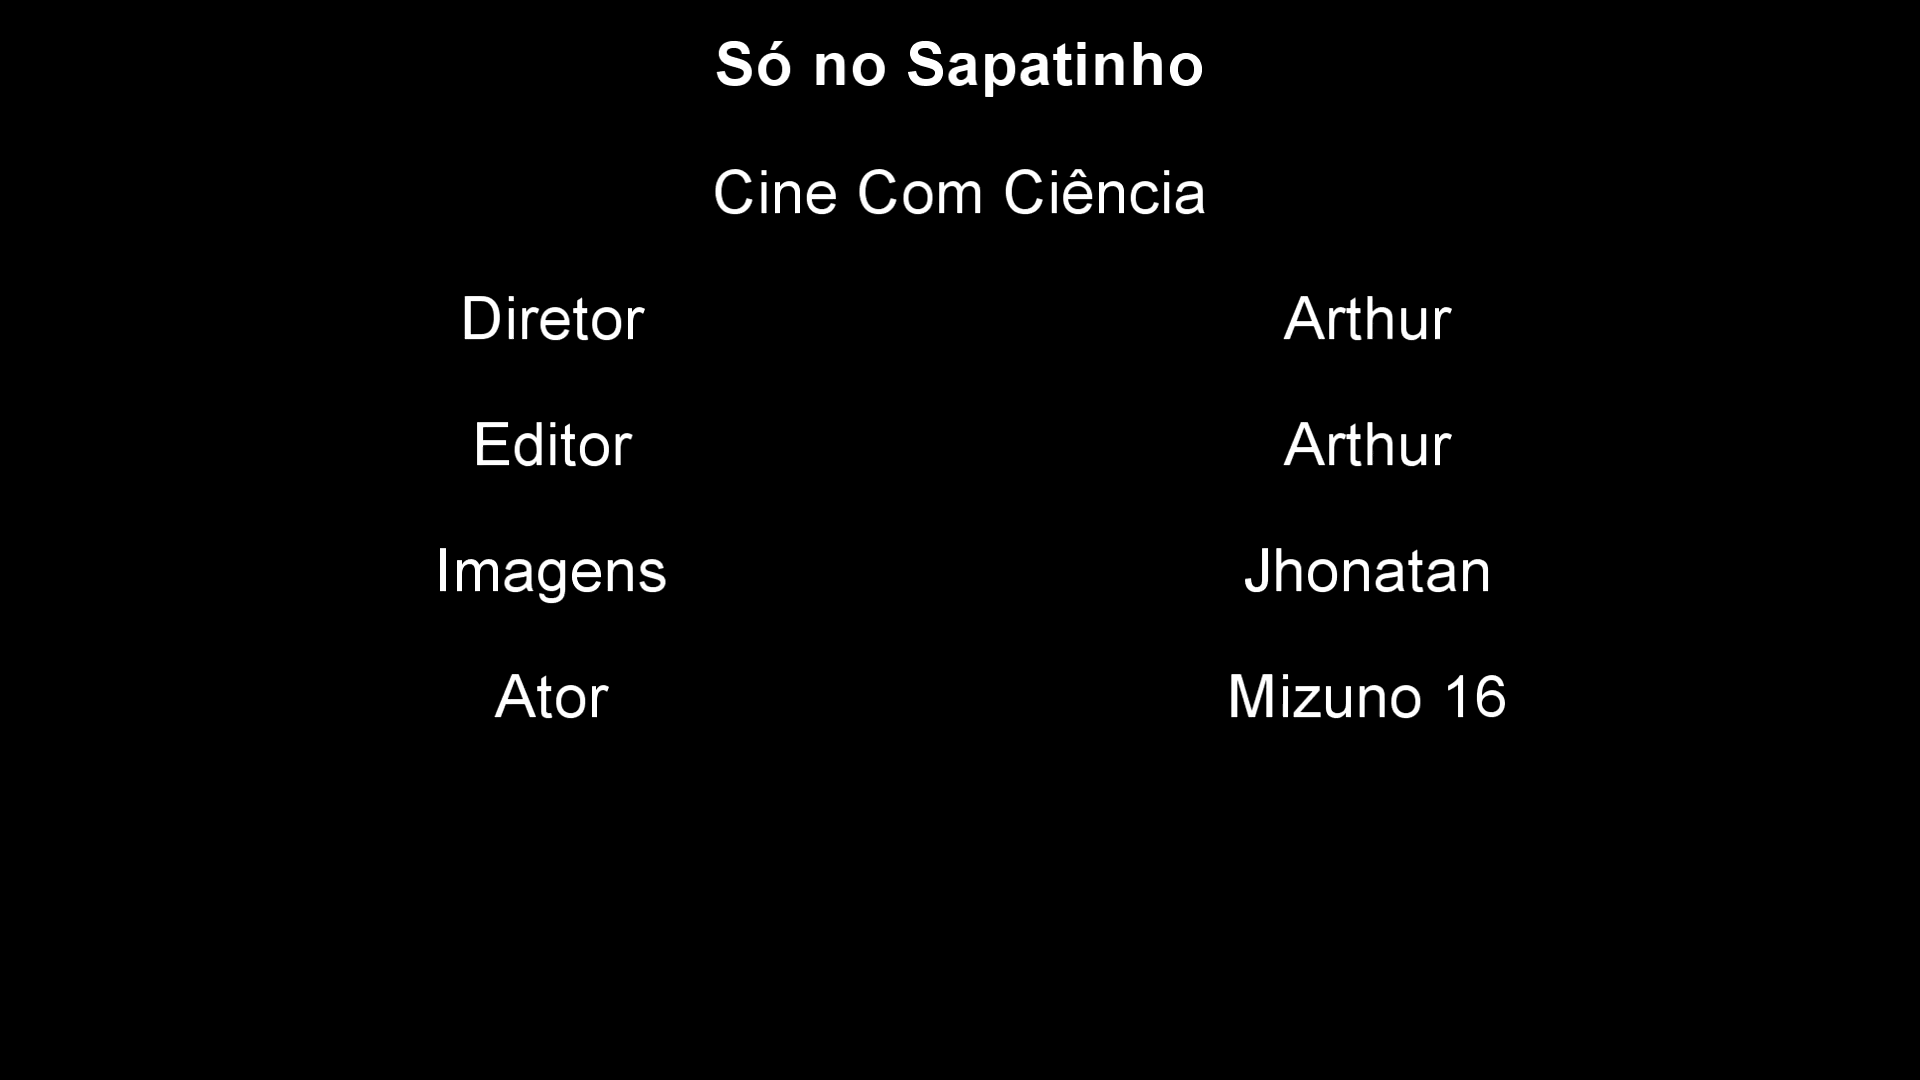 Só no Sapatinho
Cine Com Ciência
Diretor Arthur
Editor Arthur
Imagens Jhonatan
Ator Mizuno 16